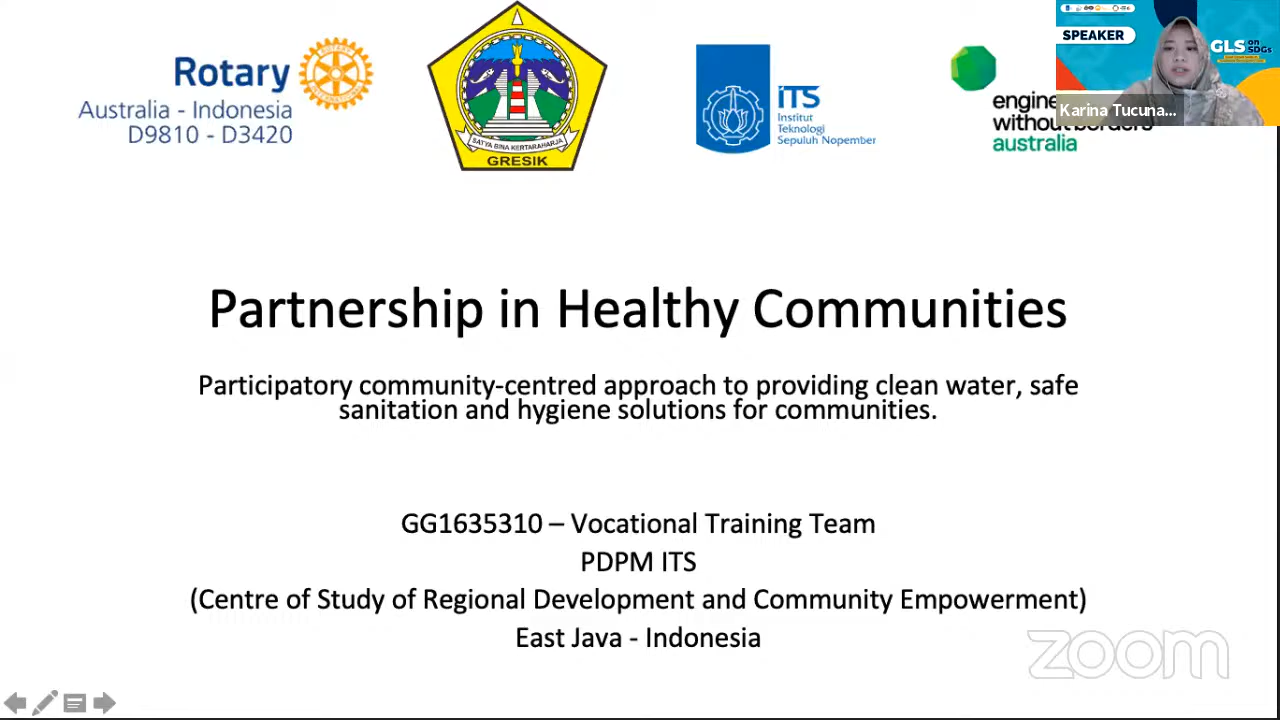 Rotary
Australia - Indonesia
D9810 - D3420
SATYA BINA KERTARAHARJA
GRESIK
iTS
Institut
Teknologi
Sepuluh Nopember
engine
without borders
australia
SPEAKER
GLS on SDGs
Karina Tucuna...
Partnership in Healthy Communities
Participatory community-centred approach to providing clean water, safe
sanitation and hygiene solutions for communities.
GG1635310 – Vocational Training Team
PDPM ITS
(Centre of Study of Regional Development and Community Empowerment)
East Java - Indonesia
zoom